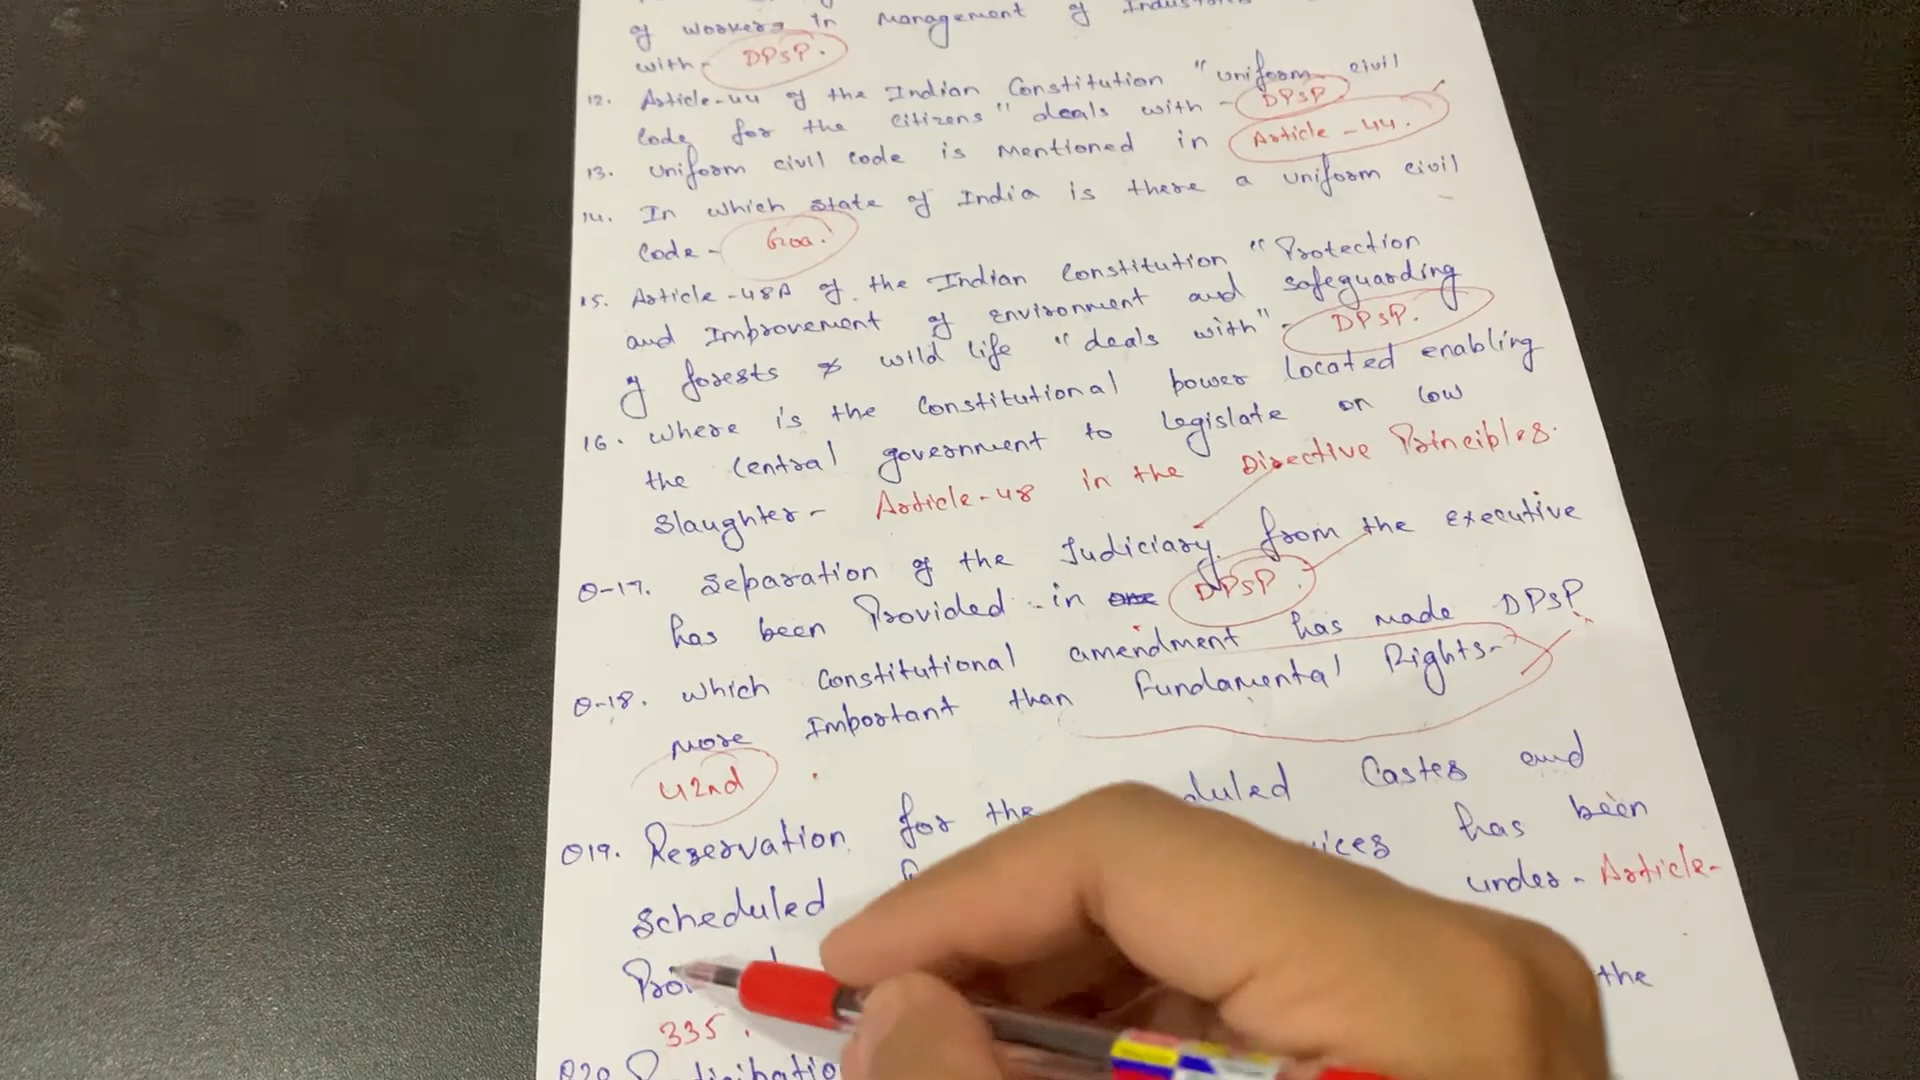 of workers in management of
with- DPSP.
12. Article-44 of the Indian Constitution "uniform civil
code for the citizens" deals with - DPSP
13. uniform civil code is mentioned in Article-44.
14. In which state of India is there a uniform civil
code- Goa.
15. Article-48A of the Indian Constitution "Protection
and Improvement of environment and safeguarding
of forests & wild life "deals with"- DPSP.
16. where is the constitutional power located enabling
the central government to legislate on cow
slaughter- Article-48 in the Directive Principles.
Q-17. Separation of the Judiciary from the executive
has been Provided in DPSP.
Q-18. which constitutional amendment has made DPSP
more important than Fundamental Rights-
42nd
Q19. Reservation for the duled Castes and
scheduled vices has been
under- Article-
335.
the
Q20